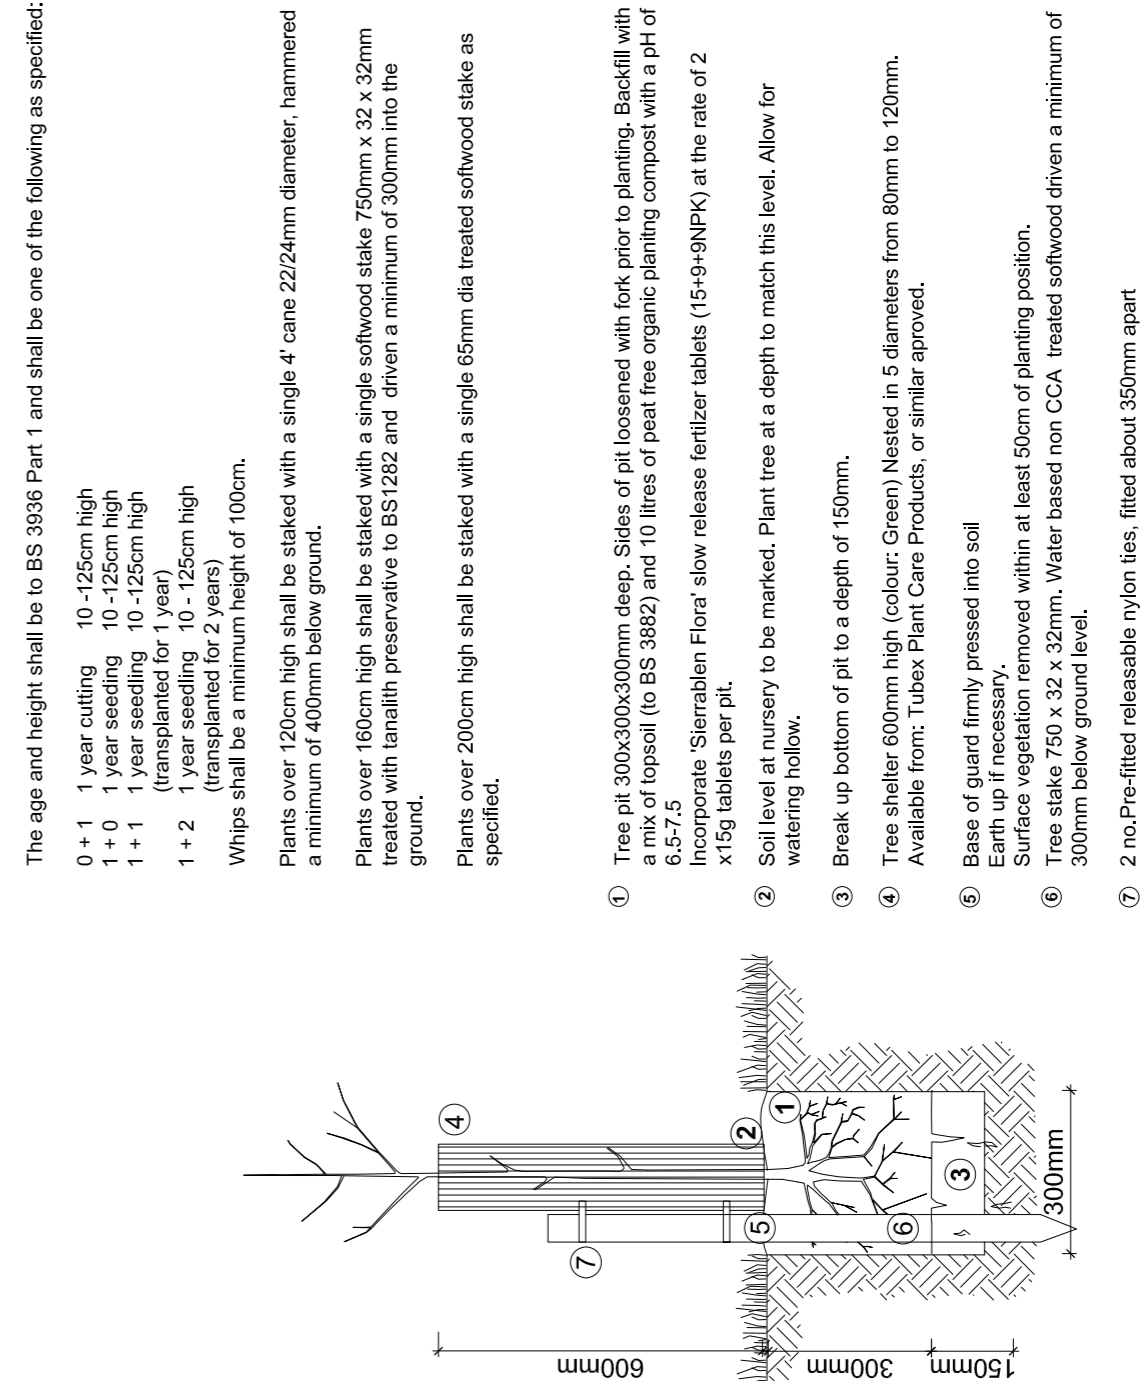 The age and height shall be to BS 3936 Part 1 and shall be one of the following as specified:
0 + 1 1 year cutting 10 -125cm high
1 + 0 1 year seeding 10 -125cm high
1 + 1 1 year seedling 10 -125cm high
(transplanted for 1 year)
1 + 2 1 year seedling 10 - 125cm high
(transplanted for 2 years)
Whips shall be a minimum height of 100cm.
Plants over 120cm high shall be staked with a single 4' cane 22/24mm diameter, hammered
a minimum of 400mm below ground.
Plants over 160cm high shall be staked with a single softwood stake 750mm x 32 x 32mm
treated with tanalith preservative to BS1282 and driven a minimum of 300mm into the
ground.
Plants over 200cm high shall be staked with a single 65mm dia treated softwood stake as
specified.
1 Tree pit 300x300x300mm deep. Sides of pit loosened with fork prior to planting. Backfill with
a mix of topsoil (to BS 3882) and 10 litres of peat free organic planitng compost with a pH of
6.5-7.5
Incorporate 'Sierrablen Flora' slow release fertilzer tablets (15+9+9NPK) at the rate of 2
x15g tablets per pit.
2 Soil level at nursery to be marked. Plant tree at a depth to match this level. Allow for
watering hollow.
3 Break up bottom of pit to a depth of 150mm.
4 Tree shelter 600mm high (colour: Green) Nested in 5 diameters from 80mm to 120mm.
Available from: Tubex Plant Care Products, or similar aproved.
5 Base of guard firmly pressed into soil
Earth up if necessary.
Surface vegetation removed within at least 50cm of planting position.
6 Tree stake 750 x 32 x 32mm. Water based non CCA treated softwood driven a minimum of
300mm below ground level.
7 2 no.Pre-fitted releasable nylon ties, fitted about 350mm apart
4
7
2
5
1
6
3
600mm
300mm
150mm
300mm